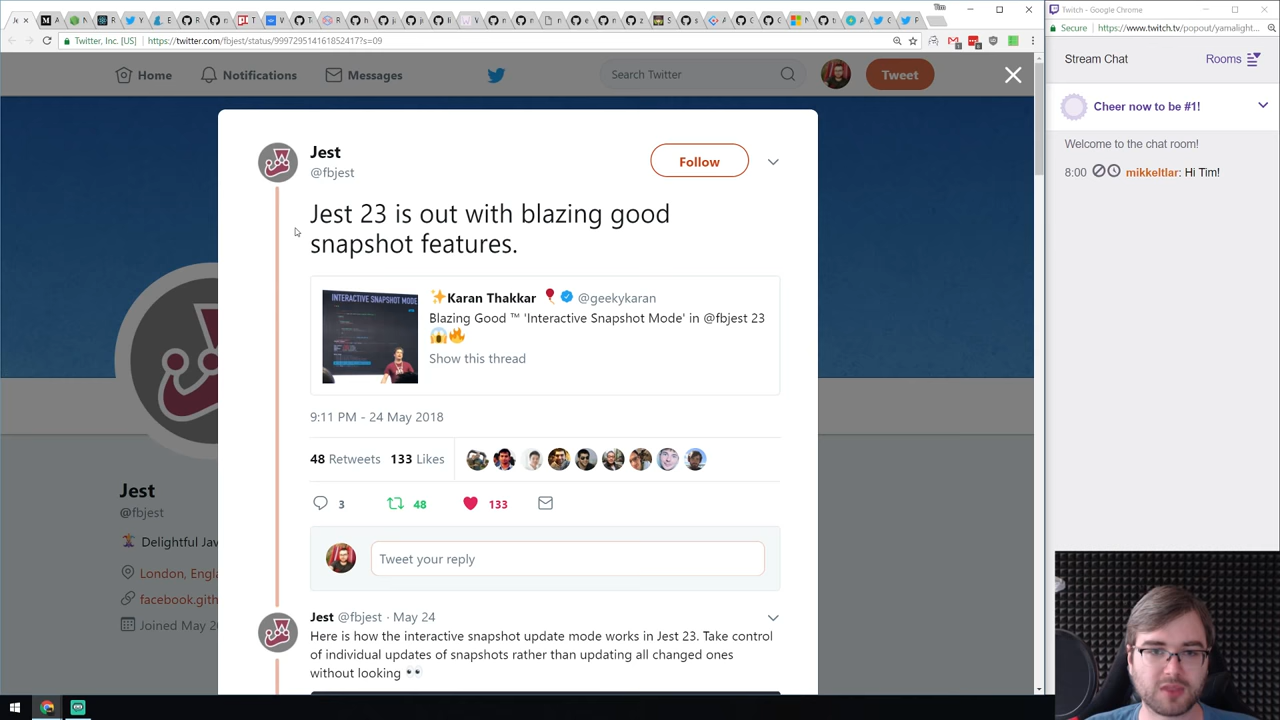 Tim
Twitch - Google Chrome
Twitter, Inc. [US]
https://twitter.com/fbjest/status/999729514161852417?s=09
Secure
https://www.twitch.tv/popout/yamalight...
Home
Notifications
Messages
Search Twitter
Tweet
Stream Chat
Rooms
Cheer now to be #1!
Welcome to the chat room!
8:00 mikkeltlar: Hi Tim!
Jest
@fbjest
Follow
Jest 23 is out with blazing good
snapshot features.
INTERACTIVE SNAPSHOT MODE
✨Karan Thakkar 🎈 @geekykaran
Blazing Good ™ 'Interactive Snapshot Mode' in @fbjest 23
😱🔥
Show this thread
9:11 PM - 24 May 2018
48 Retweets 133 Likes
3 48 133
Tweet your reply
Jest
@fbjest
Delightful Jav
London, Engla
facebook.gith
Joined May 2
Jest @fbjest · May 24
Here is how the interactive snapshot update mode works in Jest 23. Take control
of individual updates of snapshots rather than updating all changed ones
without looking 👀